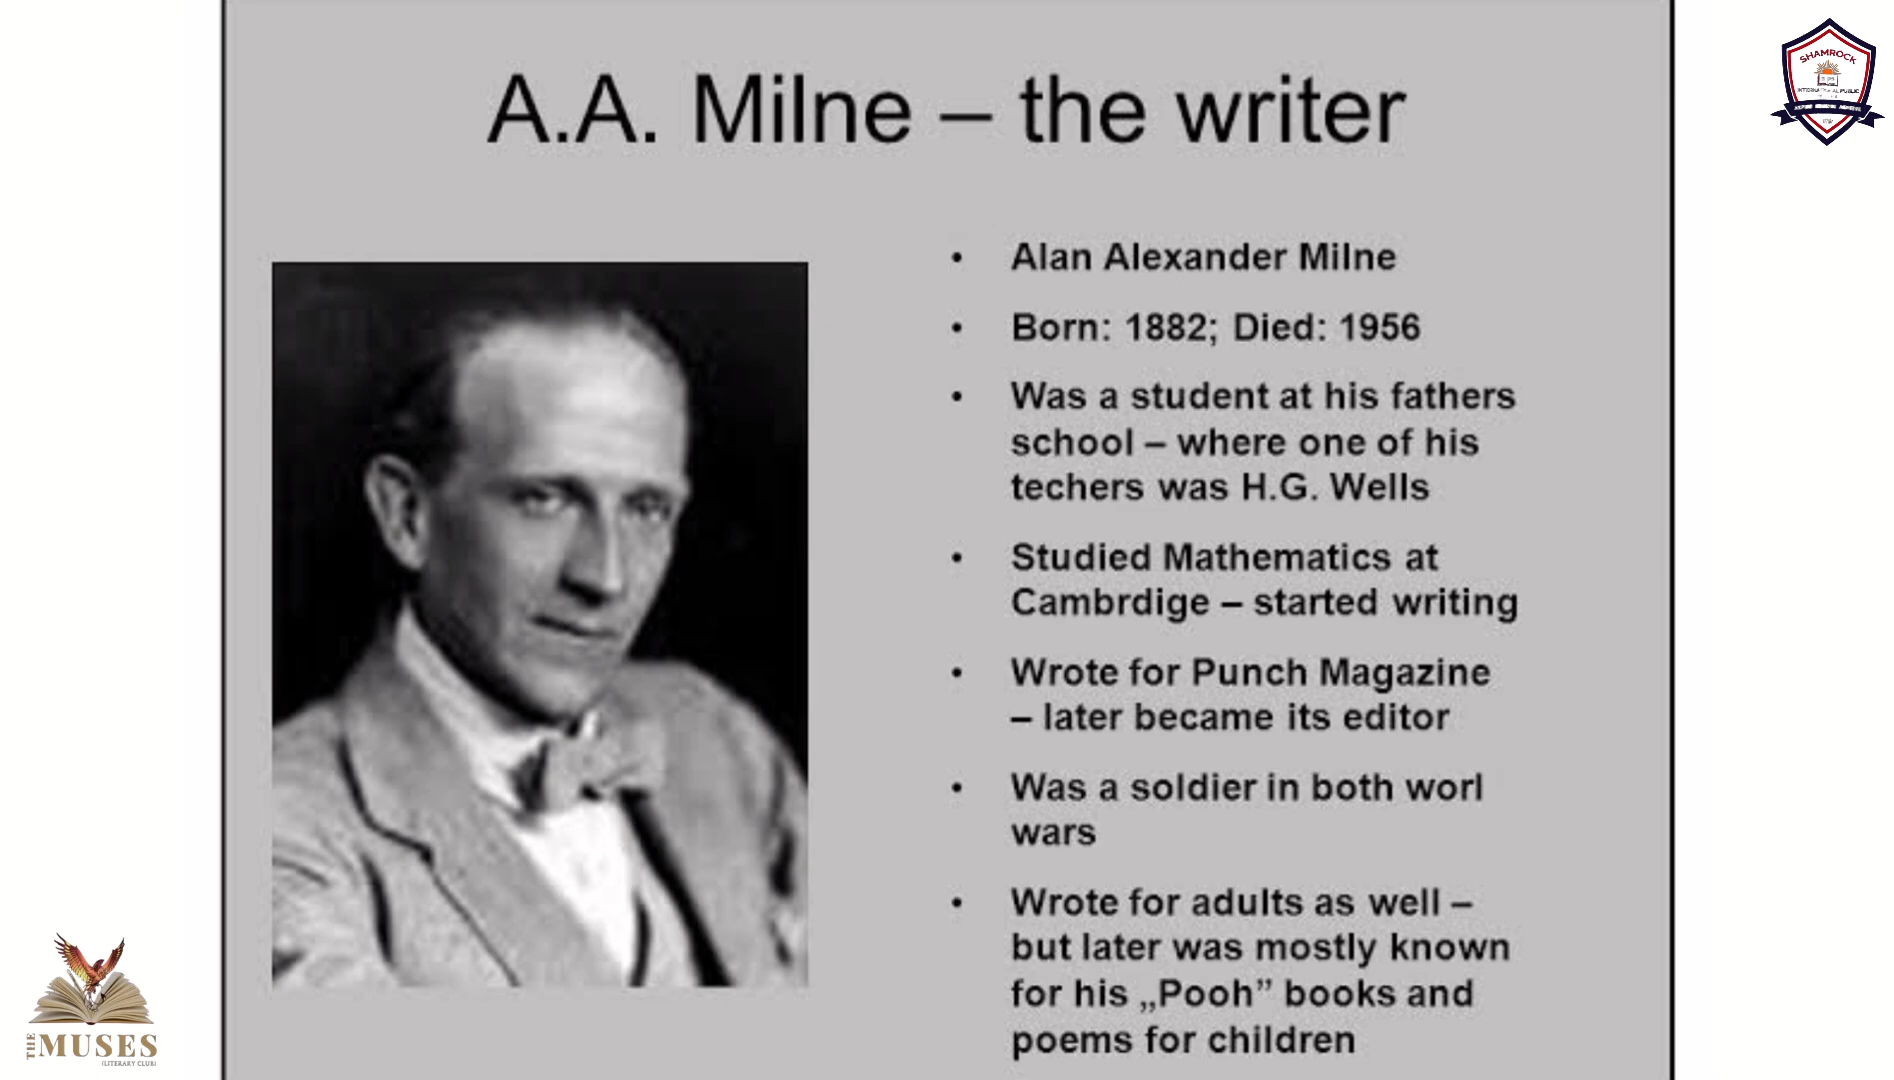 A.A. Milne – the writer
• Alan Alexander Milne
• Born: 1882; Died: 1956
• Was a student at his fathers
school – where one of his
techers was H.G. Wells
• Studied Mathematics at
Cambrdige – started writing
• Wrote for Punch Magazine
– later became its editor
• Was a soldier in both worl
wars
• Wrote for adults as well –
but later was mostly known
for his „Pooh” books and
poems for children
SHAMROCK
INTERNATIONAL PUBLIC
THE MUSES
(LITERARY CLUB)